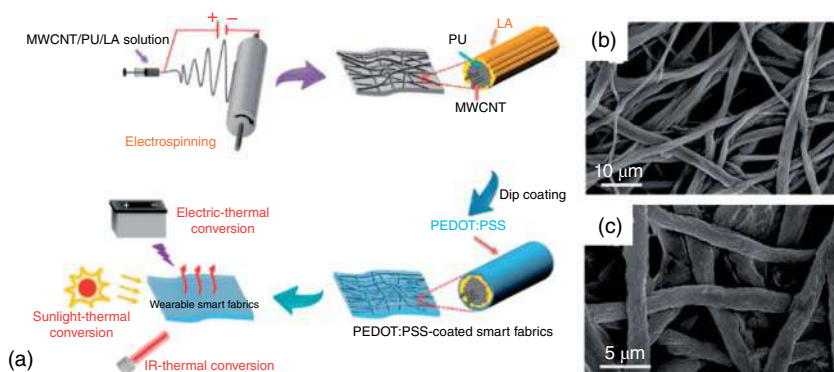 + −
MWCNT/PU/LA solution
Electrospinning
PU
LA
MWCNT
Dip coating
PEDOT:PSS
PEDOT:PSS-coated smart fabrics
Electric-thermal
conversion
Wearable smart fabrics
Sunlight-thermal
conversion
IR-thermal conversion
(a)
(b)
10 μm
(c)
5 μm